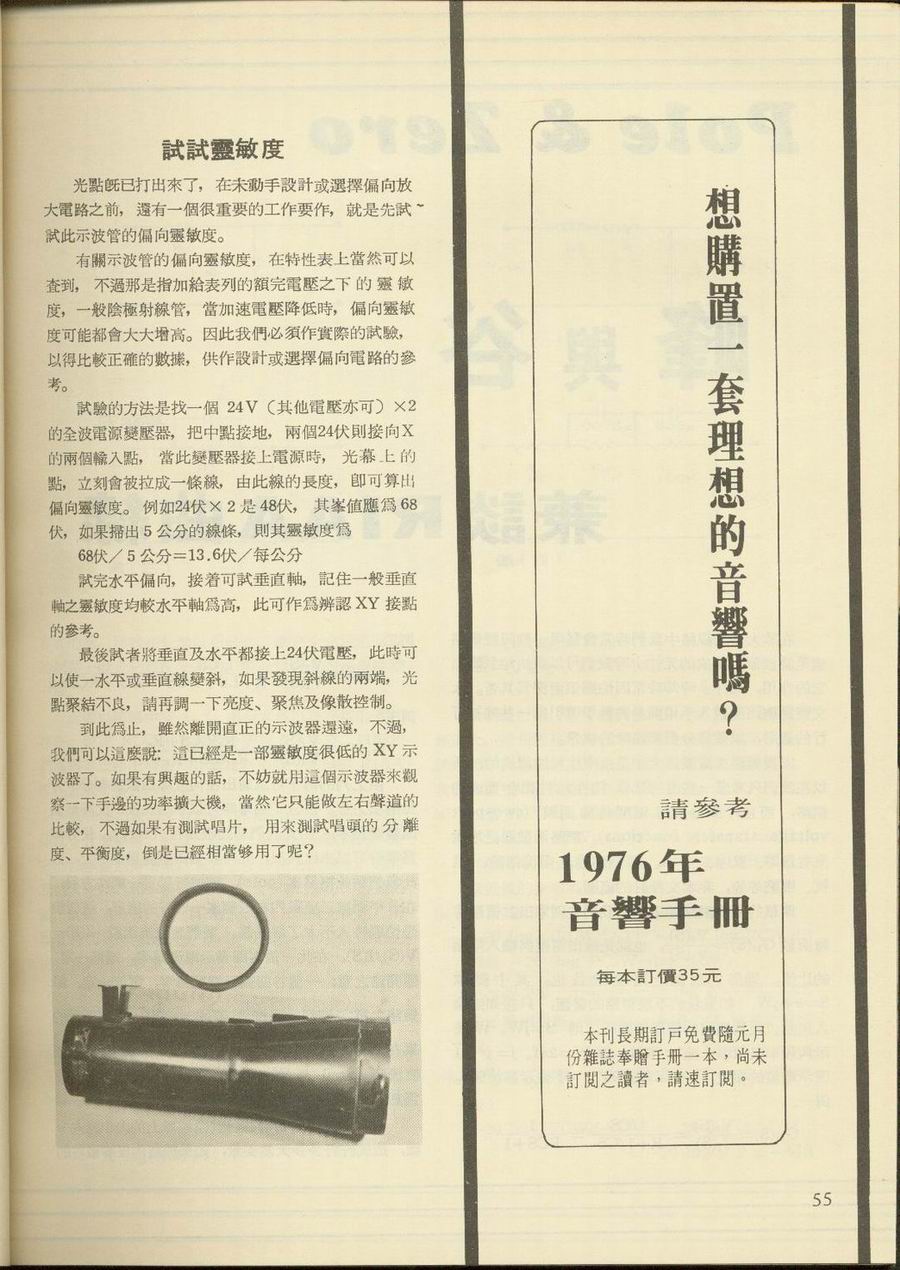 試試靈敏度
光點旣已打出來了，在未動手設計或選擇偏向放
大電路之前，還有一個很重要的工作要作，就是先試~
試此示波管的偏向靈敏度。
有關示波管的偏向靈敏度，在特性表上當然可以
查到，不過那是指加給表列的額完電壓之下的靈敏
度，一般陰極射線管，當加速電壓降低時，偏向靈敏
度可能都會大大增高。因此我們必須作實際的試驗，
以得比較正確的數據，供作設計或選擇偏向電路的參
考。
試驗的方法是找一個 24V（其他電壓亦可）×2
的全波電源變壓器，把中點接地，兩個24伏則接向X
的兩個輸入點，當此變壓器接上電源時，光幕上的
點，立刻會被拉成一條線，由此線的長度，卽可算出
偏向靈敏度。例如24伏×2是48伏，其峯值應爲68
伏，如果掃出5公分的線條，則其靈敏度爲
68伏／5公分＝13.6伏／每公分
試完水平偏向，接着可試垂直軸，記住一般垂直
軸之靈敏度均較水平軸爲高，此可作爲辨認XY接點
的參考。
最後試者將垂直及水平都接上24伏電壓，此時可
以使一水平或垂直線變斜，如果發現斜線的兩端，光
點聚結不良，請再調一下亮度、聚焦及像散控制。
到此爲止，雖然離開直正的示波器還遠，不過，
我們可以這麽說：這已經是一部靈敏度很低的XY示
波器了。如果有興趣的話，不妨就用這個示波器來觀
察一下手邊的功率擴大機，當然它只能做左右聲道的
比較，不過如果有測試唱片，用來測試唱頭的分離
度、平衡度，倒是已經相當够用了呢？
想購置一套理想的音響嗎？
請參考
1976年
音響手冊
每本訂價35元
本刊長期訂戸免費隨元月
份雜誌奉贈手册一本，尚未
訂閱之讀者，請速訂閱。
55